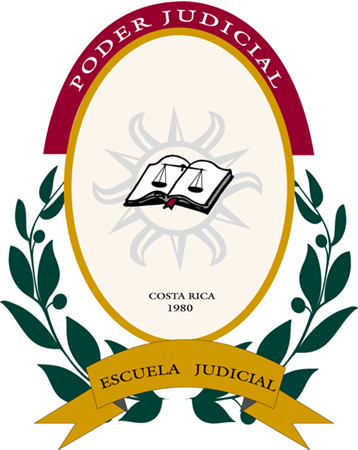 PODER JUDICIAL
COSTA RICA
1980
ESCUELA JUDICIAL